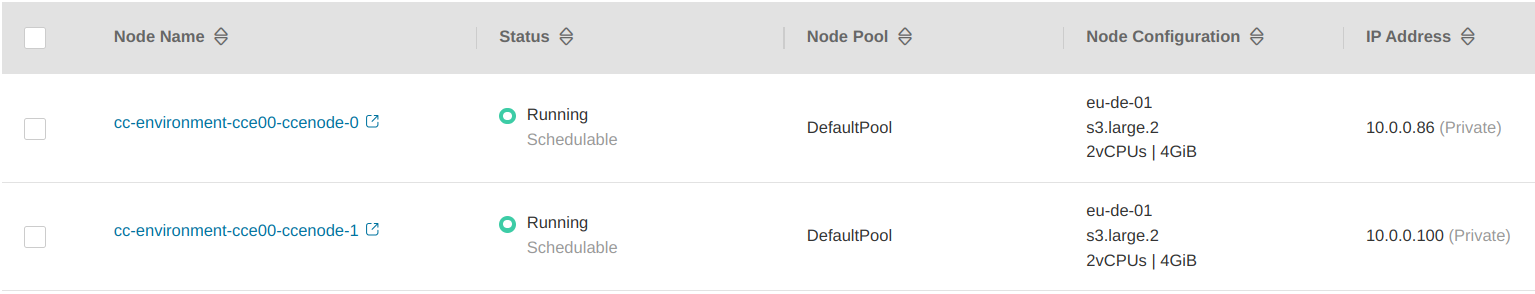 Node Name Status Node Pool Node Configuration IP Address
cc-environment-cce00-ccenode-0
Running
Schedulable
DefaultPool
eu-de-01
s3.large.2
2vCPUs | 4GiB
10.0.0.86 (Private)
cc-environment-cce00-ccenode-1
Running
Schedulable
DefaultPool
eu-de-01
s3.large.2
2vCPUs | 4GiB
10.0.0.100 (Private)